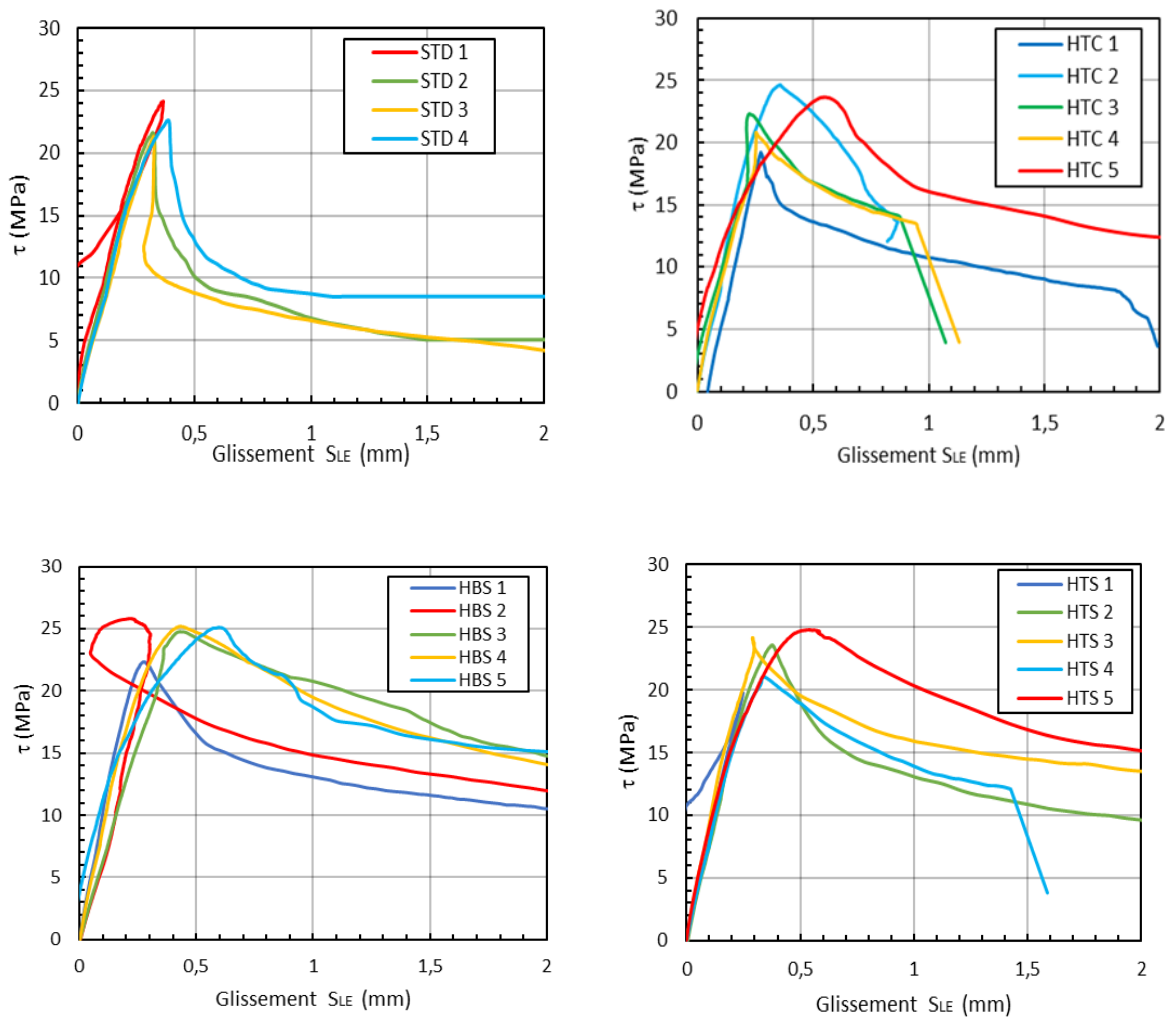 30
25
20
15
10
5
0
τ (MPa)
STD 1
STD 2
STD 3
STD 4
0 0,5 1 1,5 2
Glissement SLE (mm)
30
25
20
15
10
5
0
τ (MPa)
HTC 1
HTC 2
HTC 3
HTC 4
HTC 5
0 0,5 1 1,5 2
Glissement SLE (mm)
30
25
20
15
10
5
0
τ (MPa)
HBS 1
HBS 2
HBS 3
HBS 4
HBS 5
0 0,5 1 1,5 2
Glissement SLE (mm)
30
25
20
15
10
5
0
τ (MPa)
HTS 1
HTS 2
HTS 3
HTS 4
HTS 5
0 0,5 1 1,5 2
Glissement SLE (mm)